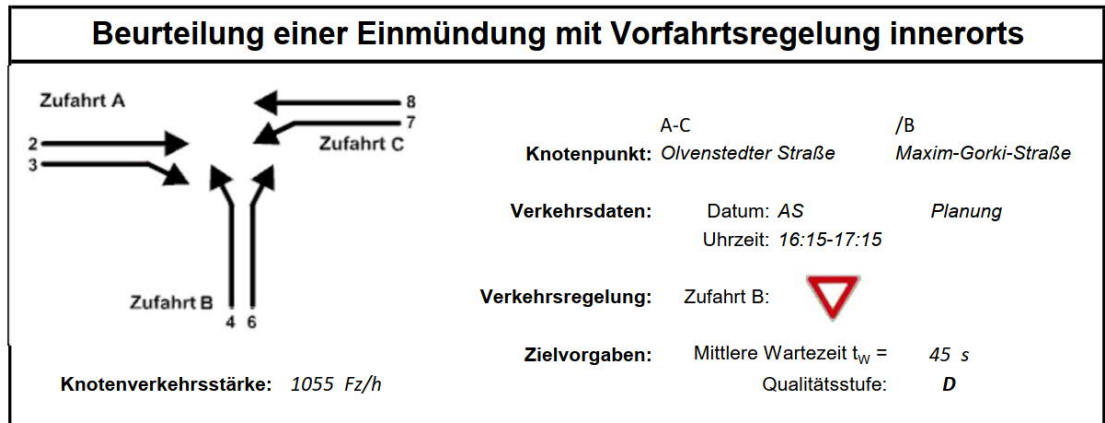 Beurteilung einer Einmündung mit Vorfahrtsregelung innerorts
Zufahrt A
8
7
2
3
Zufahrt C
Zufahrt B
4 6
Knotenverkehrsstärke: 1055 Fz/h
A-C /B
Knotenpunkt: Olvenstedter Straße Maxim-Gorki-Straße
Verkehrsdaten: Datum: AS Planung
Uhrzeit: 16:15-17:15
Verkehrsregelung: Zufahrt B:
Zielvorgaben: Mittlere Wartezeit tW = 45 s
Qualitätsstufe: D